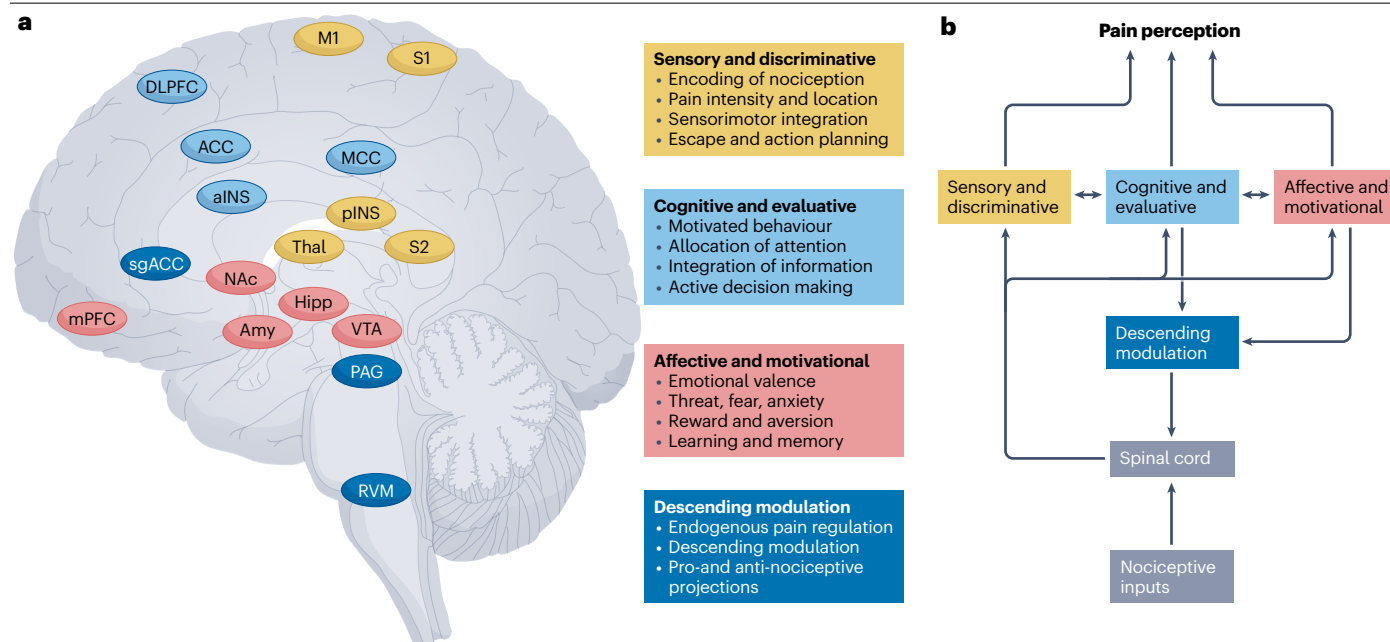 a
M1
S1
DLPFC
ACC
MCC
aINS
pINS
Thal
S2
sgACC
NAc
Hipp
mPFC
Amy
VTA
PAG
RVM
Sensory and discriminative
• Encoding of nociception
• Pain intensity and location
• Sensorimotor integration
• Escape and action planning
Cognitive and evaluative
• Motivated behaviour
• Allocation of attention
• Integration of information
• Active decision making
Affective and motivational
• Emotional valence
• Threat, fear, anxiety
• Reward and aversion
• Learning and memory
Descending modulation
• Endogenous pain regulation
• Descending modulation
• Pro-and anti-nociceptive
projections
b
Pain perception
Sensory and
discriminative
Cognitive and
evaluative
Affective and
motivational
Descending
modulation
Spinal cord
Nociceptive
inputs